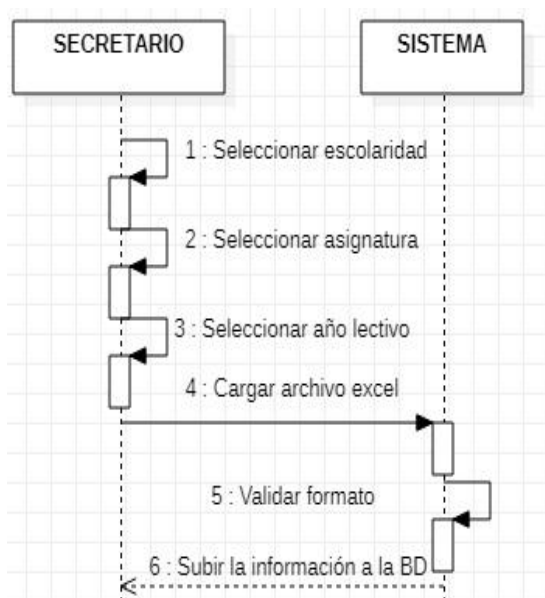 SECRETARIO
SISTEMA
1 : Seleccionar escolaridad
2 : Seleccionar asignatura
3 : Seleccionar año lectivo
4 : Cargar archivo excel
5 : Validar formato
6 : Subir la información a la BD